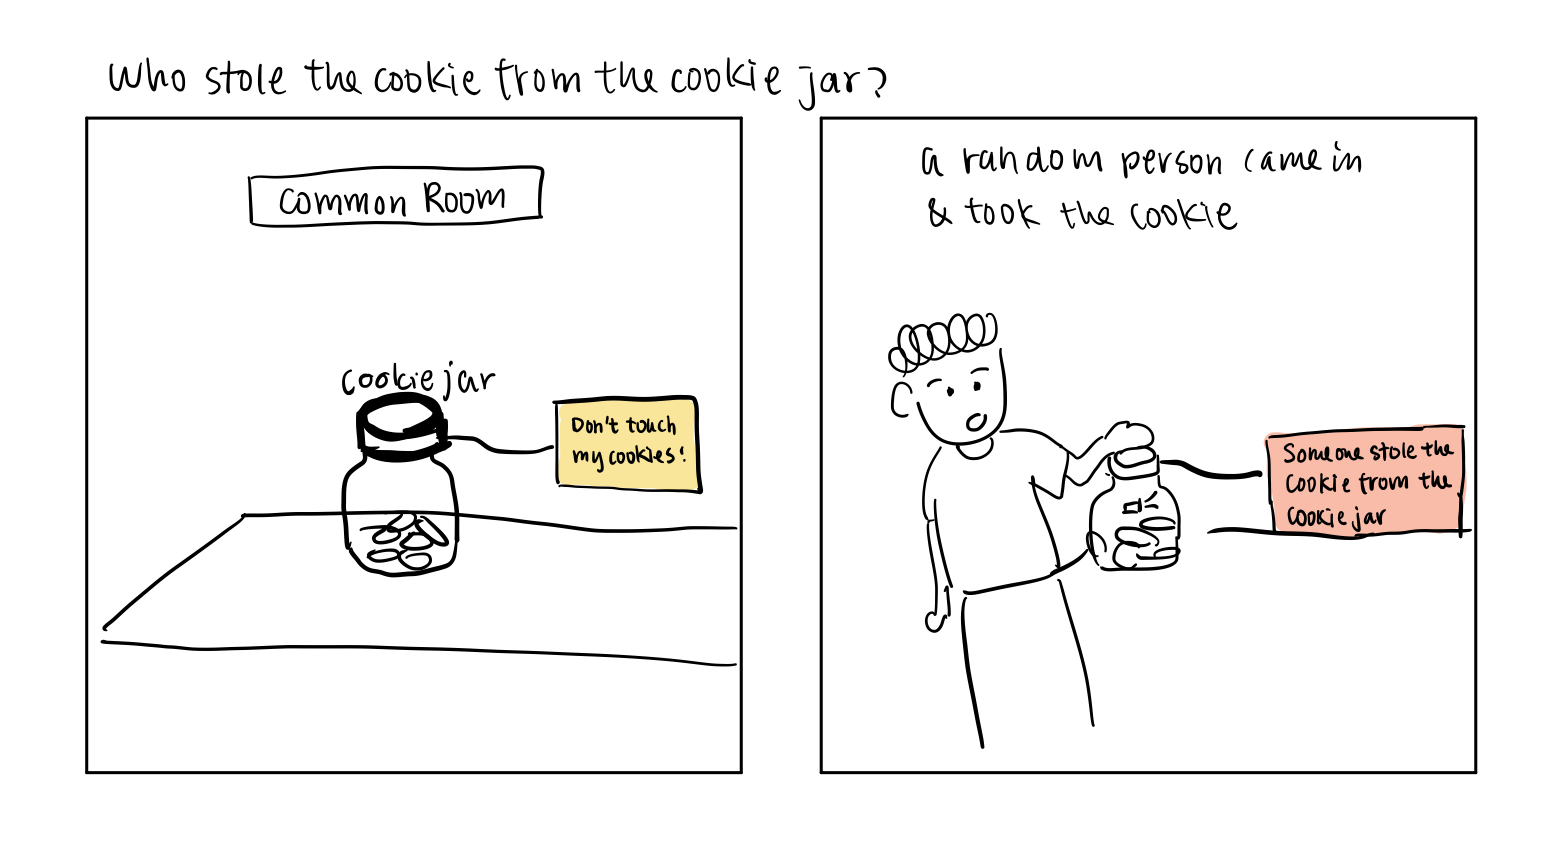 Who stole the cookie from the cookie jar?
Common Room
cookie jar
Don't touch
my cookies!
a random person came in
& took the cookie
Someone stole the
cookie from the
cookie jar